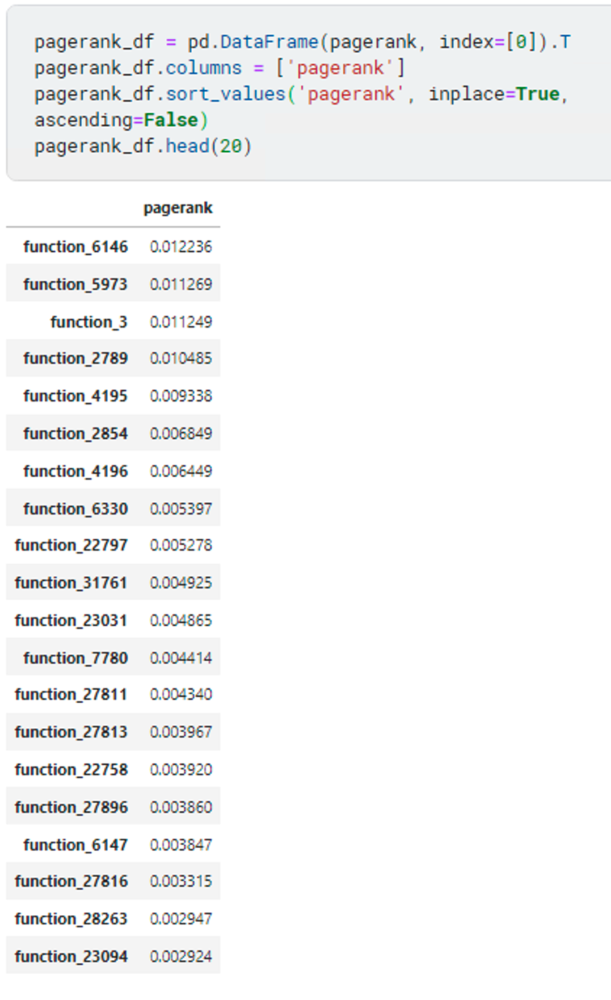 pagerank_df = pd.DataFrame(pagerank, index=[0]).T
pagerank_df.columns = ['pagerank']
pagerank_df.sort_values('pagerank', inplace=True,
ascending=False)
pagerank_df.head(20)
pagerank
function_6146 0.012236
function_5973 0.011269
function_3 0.011249
function_2789 0.010485
function_4195 0.009338
function_2854 0.006849
function_4196 0.006449
function_6330 0.005397
function_22797 0.005278
function_31761 0.004925
function_23031 0.004865
function_7780 0.004414
function_27811 0.004340
function_27813 0.003967
function_22758 0.003920
function_27896 0.003860
function_6147 0.003847
function_27816 0.003315
function_28263 0.002947
function_23094 0.002924